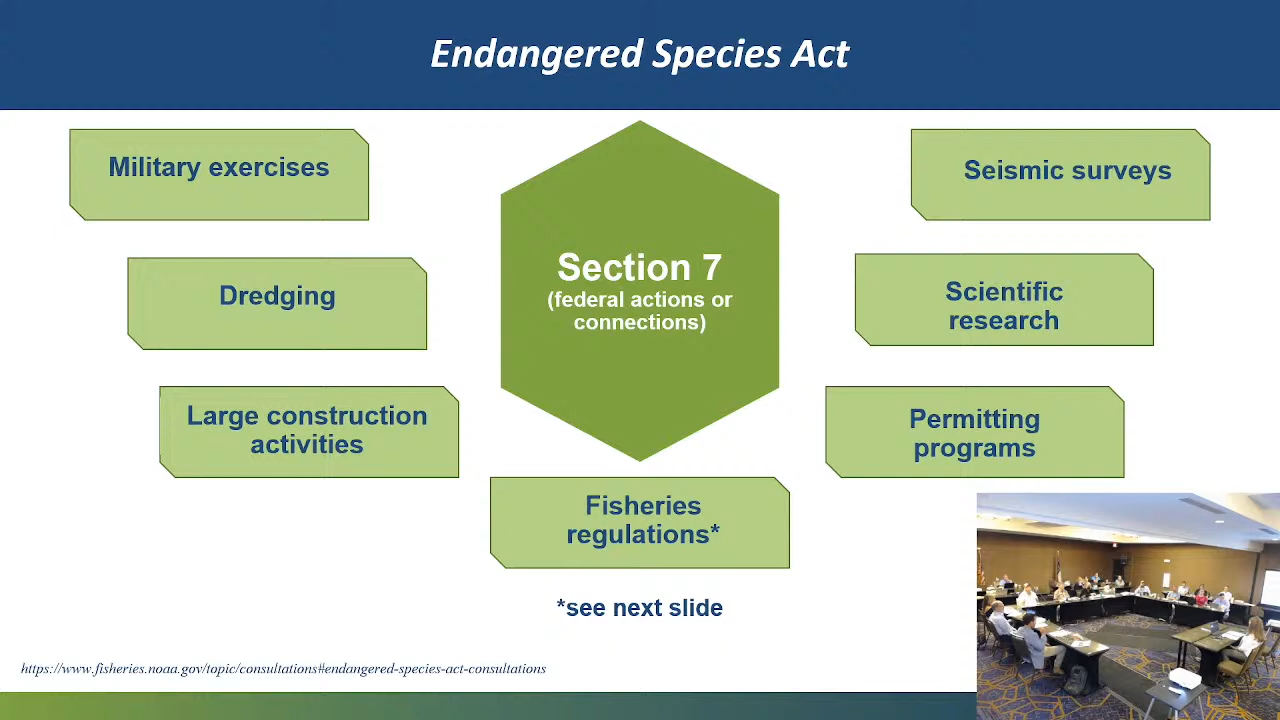 Endangered Species Act
Military exercises
Seismic surveys
Section 7
(federal actions or
connections)
Dredging
Scientific
research
Large construction
activities
Permitting
programs
Fisheries
regulations*
*see next slide
https://www.fisheries.noaa.gov/topic/consultations#endangered-species-act-consultations